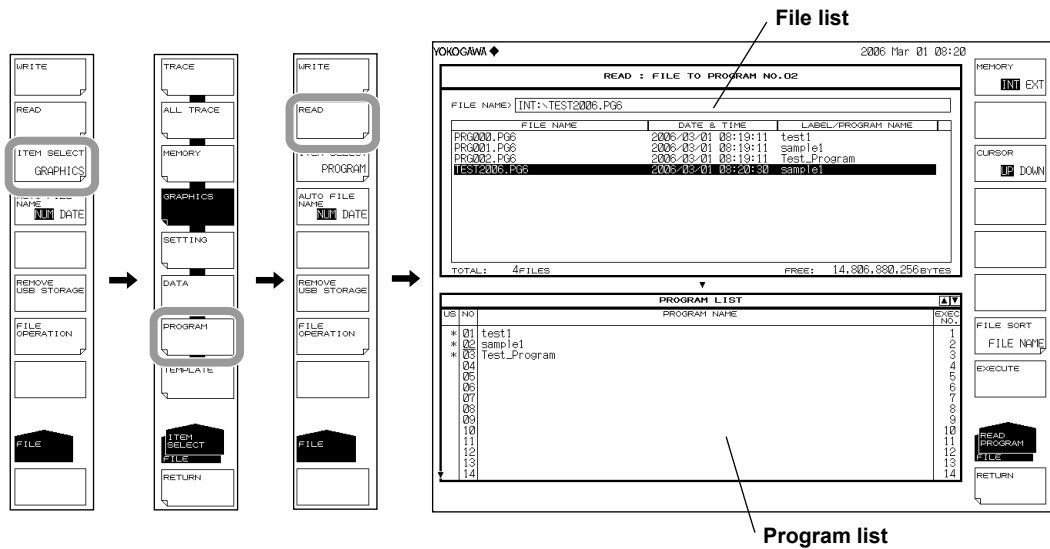 File list
WRITE
READ
ITEM SELECT
GRAPHICS
AUTO FILE
NAME
NUM DATE
REMOVE
USB STORAGE
FILE
OPERATION
FILE
TRACE
ALL TRACE
MEMORY
GRAPHICS
SETTING
DATA
PROGRAM
TEMPLATE
ITEM
SELECT
FILE
RETURN
WRITE
READ
ITEM SELECT
PROGRAM
AUTO FILE
NAME
NUM DATE
REMOVE
USB STORAGE
FILE
OPERATION
FILE
YOKOGAWA 2006 Mar 01 08:20
READ : FILE TO PROGRAM NO.02
FILE NAME> INT:\TEST2006.PG6
FILE NAME DATE & TIME LABEL/PROGRAM NAME
PRG000.PG6 2006/03/01 08:19:11 test1
PRG001.PG6 2006/03/01 08:19:11 sample1
PRG002.PG6 2006/03/01 08:19:11 Test_Program
TEST2006.PG6 2006/03/01 08:20:30 sample1
TOTAL: 4FILES FREE: 14,806,880,256BYTES
PROGRAM LIST
US NO PROGRAM NAME EXEC NO.
* 01 test1 1
* 02 sample1 2
* 03 Test_Program 3
04 4
05 5
06 6
07 7
08 8
09 9
10 10
11 11
12 12
13 13
14 14
MEMORY
INT EXT
CURSOR
UP DOWN
FILE SORT
FILE NAME
EXECUTE
READ
PROGRAM
FILE
RETURN
Program list